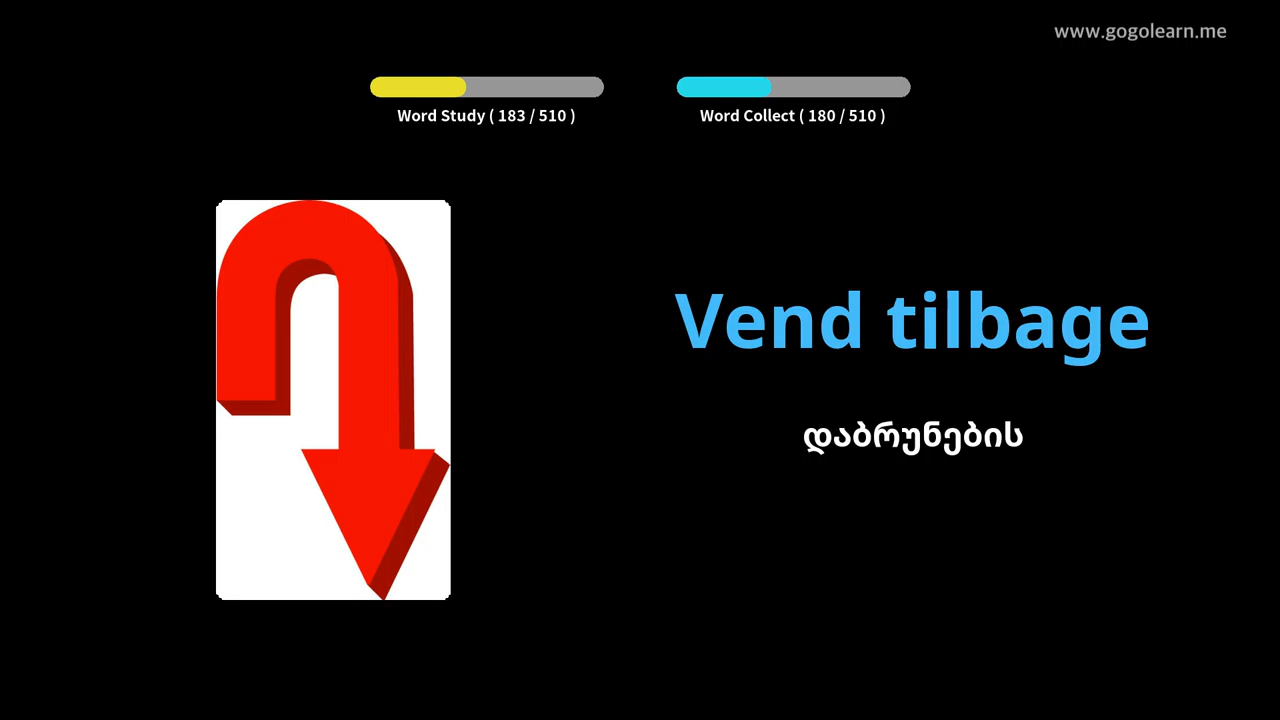 www.gogolearn.me
Word Study ( 183 / 510 )
Word Collect ( 180 / 510 )
Vend tilbage
დაბრუნების